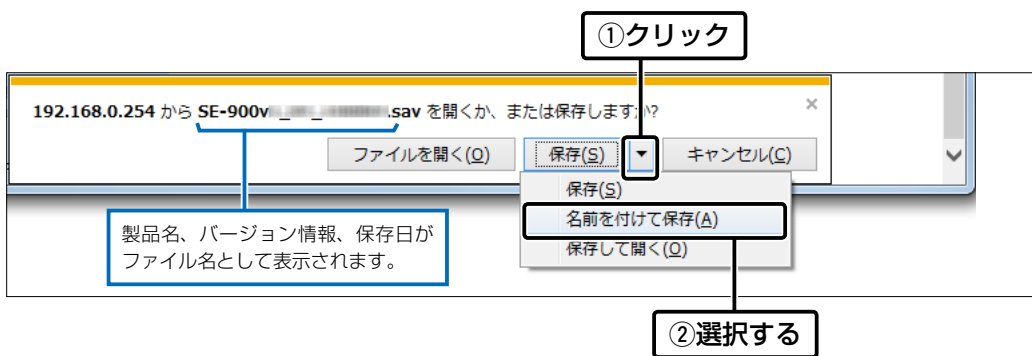 ①クリック
192.168.0.254 から SE-900v .sav を開くか、または保存しますか?
×
ファイルを開く(O)
保存(S)
▼
キャンセル(C)
保存(S)
名前を付けて保存(A)
保存して開く(O)
製品名、バージョン情報、保存日が
ファイル名として表示されます。
②選択する